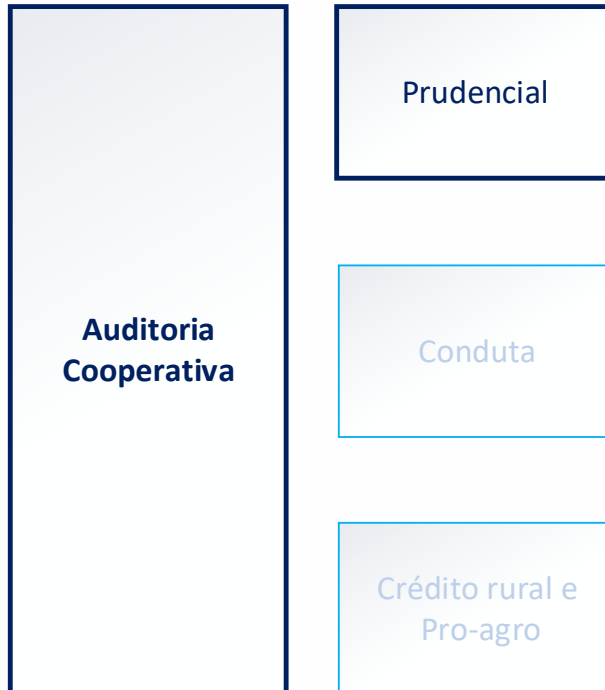 Prudencial
Auditoria
Cooperativa
Conduta
Crédito rural e
Pro-agro